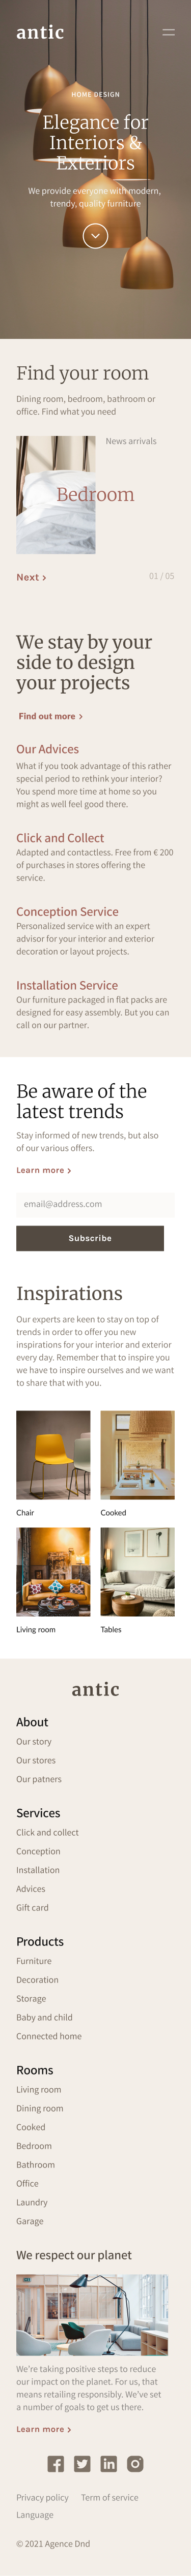 antic
HOME DESIGN
Elegance for
Interiors &
Exteriors
We provide everyone with modern,
trendy, quality furniture
Find your room
Dining room, bedroom, bathroom or
office. Find what you need
News arrivals
Bedroom
Next >
01 / 05
We stay by your
side to design
your projects
Find out more >
Our Advices
What if you took advantage of this rather
special period to rethink your interior?
You spend more time at home so you
might as well feel good there.
Click and Collect
Adapted and contactless. Free from € 200
of purchases in stores offering the
service.
Conception Service
Personalized service with an expert
advisor for your interior and exterior
decoration or layout projects.
Installation Service
Our furniture packaged in flat packs are
designed for easy assembly. But you can
call on our partner.
Be aware of the
latest trends
Stay informed of new trends, but also
of our various offers.
Learn more >
email@address.com
Subscribe
Inspirations
Our experts are keen to stay on top of
trends in order to offer you new
inspirations for your interior and exterior
every day. Remember that to inspire you
we have to inspire ourselves and we want
to share that with you.
Chair
Cooked
Living room
Tables
antic
About
Our story
Our stores
Our patners
Services
Click and collect
Conception
Installation
Advices
Gift card
Products
Furniture
Decoration
Storage
Baby and child
Connected home
Rooms
Living room
Dining room
Cooked
Bedroom
Bathroom
Office
Laundry
Garage
We respect our planet
We're taking positive steps to reduce
our impact on the planet. For us, that
means retailing responsibly. We've set
a number of goals to get us there.
Learn more >
Privacy policy
Term of service
Language
© 2021 Agence Dnd